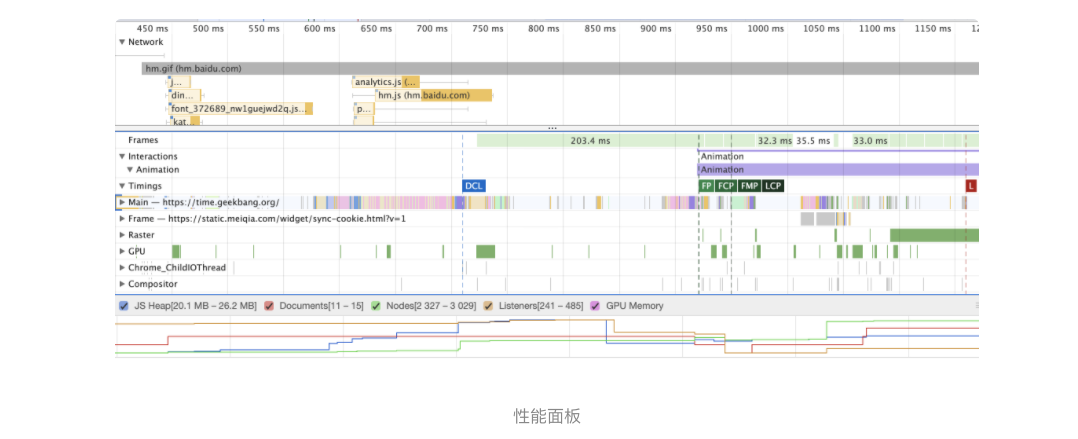 450 ms 500 ms 550 ms 600 ms 650 ms 700 ms 750 ms 800 ms 850 ms 900 ms 950 ms 1000 ms 1050 ms 1100 ms 1150 ms
Network
hm.gif (hm.baidu.com)
j... analytics.js (...
din... hm.js (hm.baidu.com)
font_372689_nw1guejwd2q.js... p...
kat...
Frames 203.4 ms 32.3 ms 35.5 ms 33.0 ms
Interactions Animation
Animation Animation
Timings DCL FP FCP FMP LCP L
Main — https://time.geekbang.org/
Frame — https://static.meiqia.com/widget/sync-cookie.html?v=1
Raster
GPU
Chrome_ChildIOThread
Compositor
JS Heap[20.1 MB – 26.2 MB] Documents[11 – 15] Nodes[2 327 – 3 029] Listeners[241 – 485] GPU Memory
性能面板